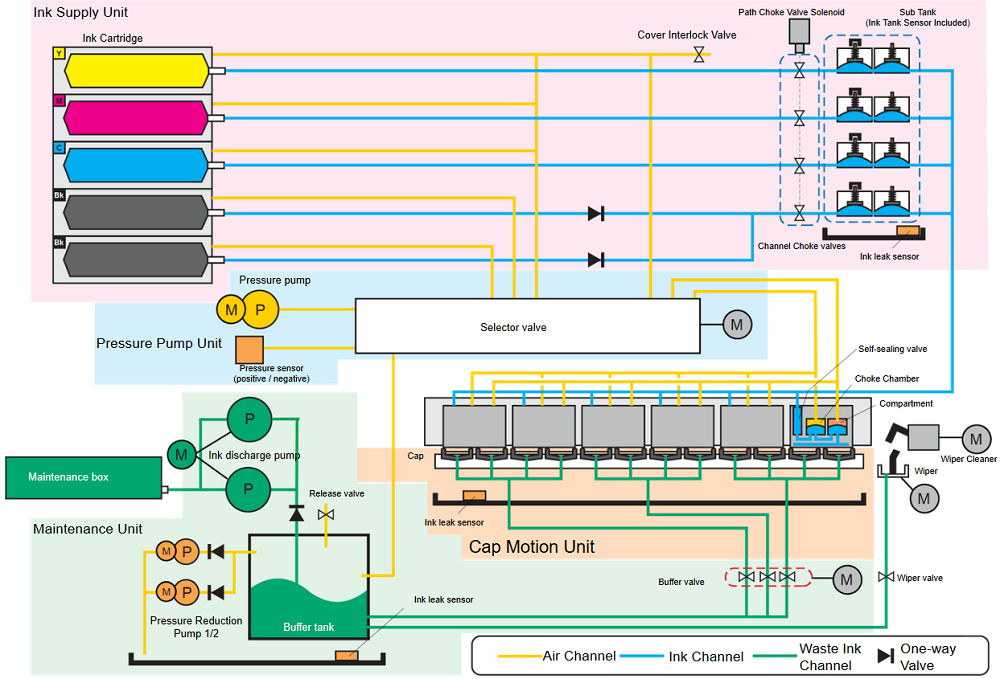 Ink Supply Unit
Path Choke Valve Solenoid
Sub Tank
(Ink Tank Sensor Included)
Ink Cartridge
Cover Interlock Valve
Y
M
C
Bk
Bk
Channel Choke valves
Ink leak sensor
Pressure pump
M
P
Selector valve
M
Pressure Pump Unit
Pressure sensor
(positive / negative)
Self-sealing valve
Choke Chamber
Compartment
P
M
Ink discharge pump
Cap
M
Wiper Cleaner
Maintenance box
P
Wiper
M
Release valve
Ink leak sensor
Maintenance Unit
Cap Motion Unit
M
P
M
P
Buffer valve
M
Wiper valve
Ink leak sensor
Pressure Reduction
Pump 1/2
Buffer tank
Air Channel
Ink Channel
Waste Ink
Channel
One-way
Valve